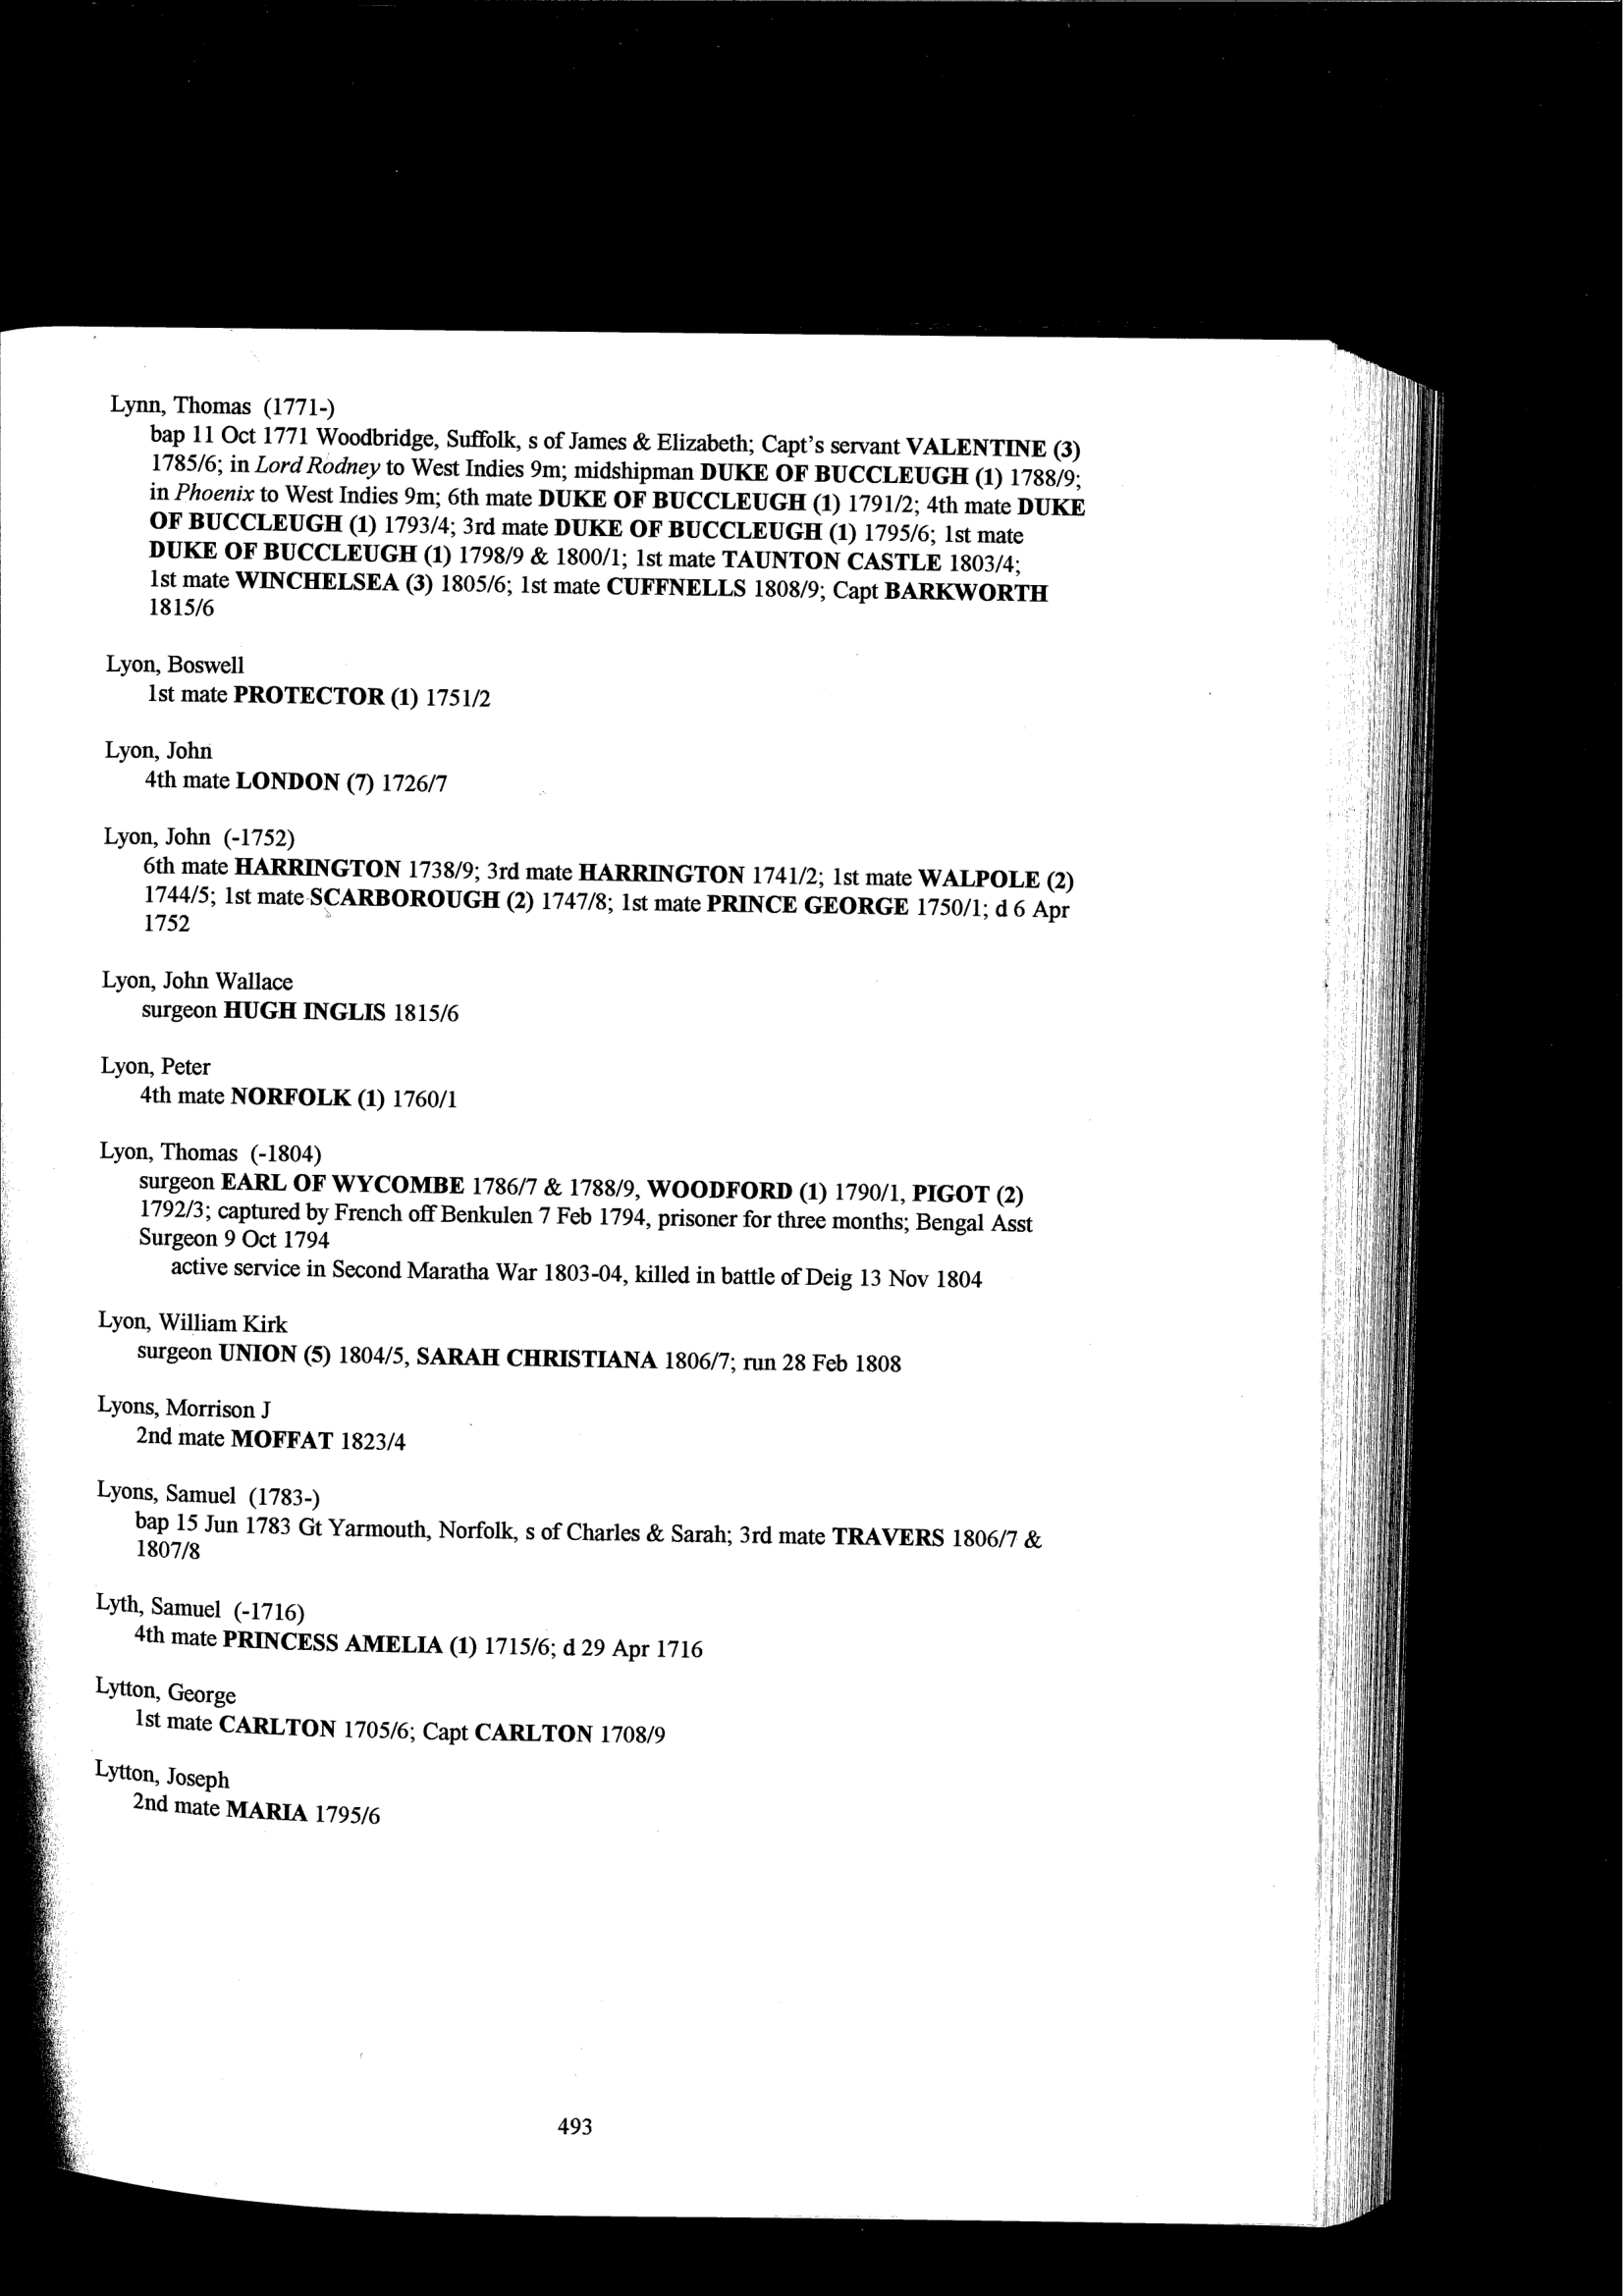 Lynn, Thomas (1771-)
bap 11 Oct 1771 Woodbridge, Suffolk, s of James & Elizabeth; Capt's servant VALENTINE (3)
1785/6; in Lord Rodney to West Indies 9m; midshipman DUKE OF BUCCLEUGH (1) 1788/9;
in Phoenix to West Indies 9m; 6th mate DUKE OF BUCCLEUGH (1) 1791/2; 4th mate DUKE
OF BUCCLEUGH (1) 1793/4; 3rd mate DUKE OF BUCCLEUGH (1) 1795/6; 1st mate
DUKE OF BUCCLEUGH (1) 1798/9 & 1800/1; 1st mate TAUNTON CASTLE 1803/4;
1st mate WINCHELSEA (3) 1805/6; 1st mate CUFFNELLS 1808/9; Capt BARKWORTH
1815/6
Lyon, Boswell
1st mate PROTECTOR (1) 1751/2
Lyon, John
4th mate LONDON (7) 1726/7
Lyon, John (-1752)
6th mate HARRINGTON 1738/9; 3rd mate HARRINGTON 1741/2; 1st mate WALPOLE (2)
1744/5; 1st mate SCARBOROUGH (2) 1747/8; 1st mate PRINCE GEORGE 1750/1; d 6 Apr
1752
Lyon, John Wallace
surgeon HUGH INGLIS 1815/6
Lyon, Peter
4th mate NORFOLK (1) 1760/1
Lyon, Thomas (-1804)
surgeon EARL OF WYCOMBE 1786/7 & 1788/9, WOODFORD (1) 1790/1, PIGOT (2)
1792/3; captured by French off Benkulen 7 Feb 1794, prisoner for three months; Bengal Asst
Surgeon 9 Oct 1794
active service in Second Maratha War 1803-04, killed in battle of Deig 13 Nov 1804
Lyon, William Kirk
surgeon UNION (5) 1804/5, SARAH CHRISTIANA 1806/7; run 28 Feb 1808
Lyons, Morrison J
2nd mate MOFFAT 1823/4
Lyons, Samuel (1783-)
bap 15 Jun 1783 Gt Yarmouth, Norfolk, s of Charles & Sarah; 3rd mate TRAVERS 1806/7 &
1807/8
Lyth, Samuel (-1716)
4th mate PRINCESS AMELIA (1) 1715/6; d 29 Apr 1716
Lytton, George
1st mate CARLTON 1705/6; Capt CARLTON 1708/9
Lytton, Joseph
2nd mate MARIA 1795/6
493